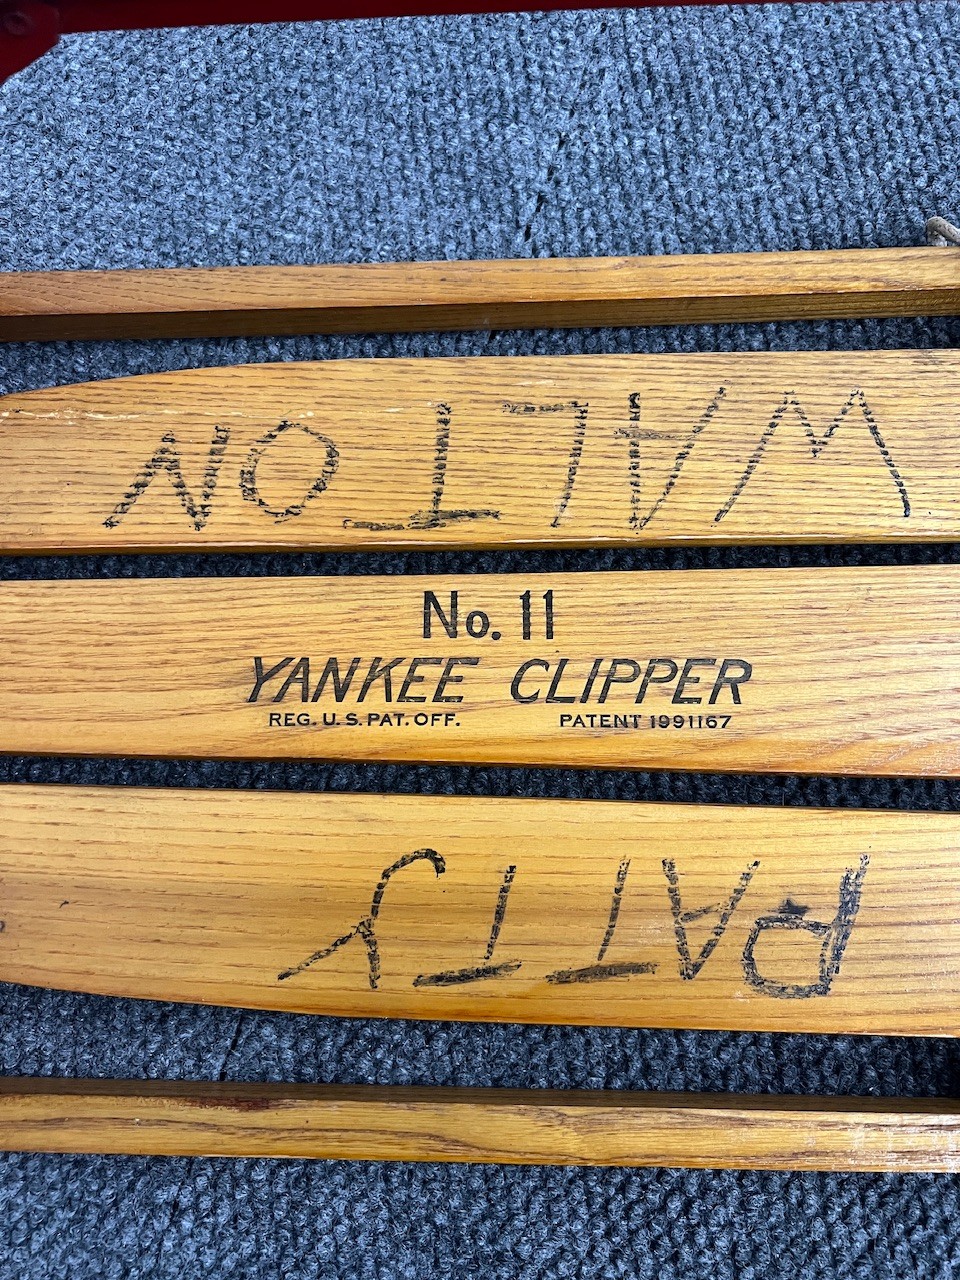 WALTON
No. 11
YANKEE CLIPPER
REG. U. S. PAT. OFF. PATENT 1991167
PATTY